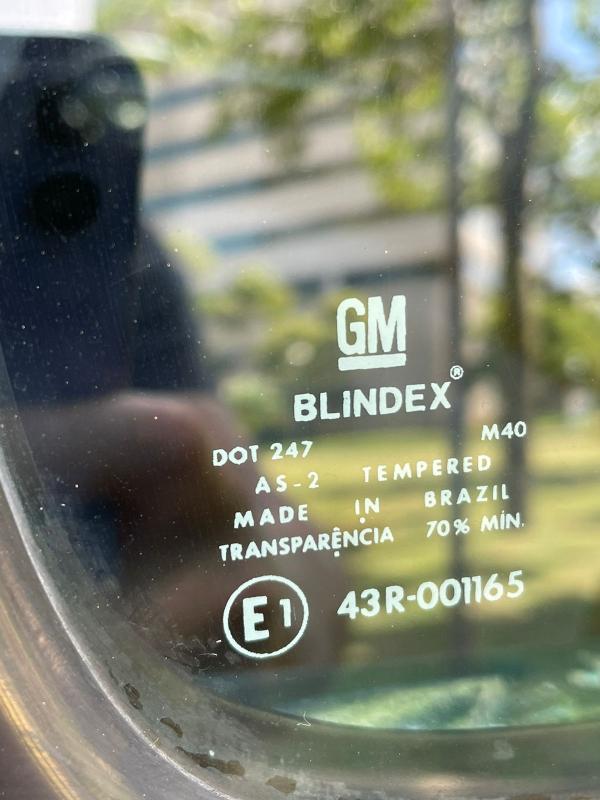 GM
BLINDEX®
DOT 247 M40
AS-2 TEMPERED
MADE IN BRAZIL
TRANSPARÊNCIA 70% MÍN.
E1 43R-001165